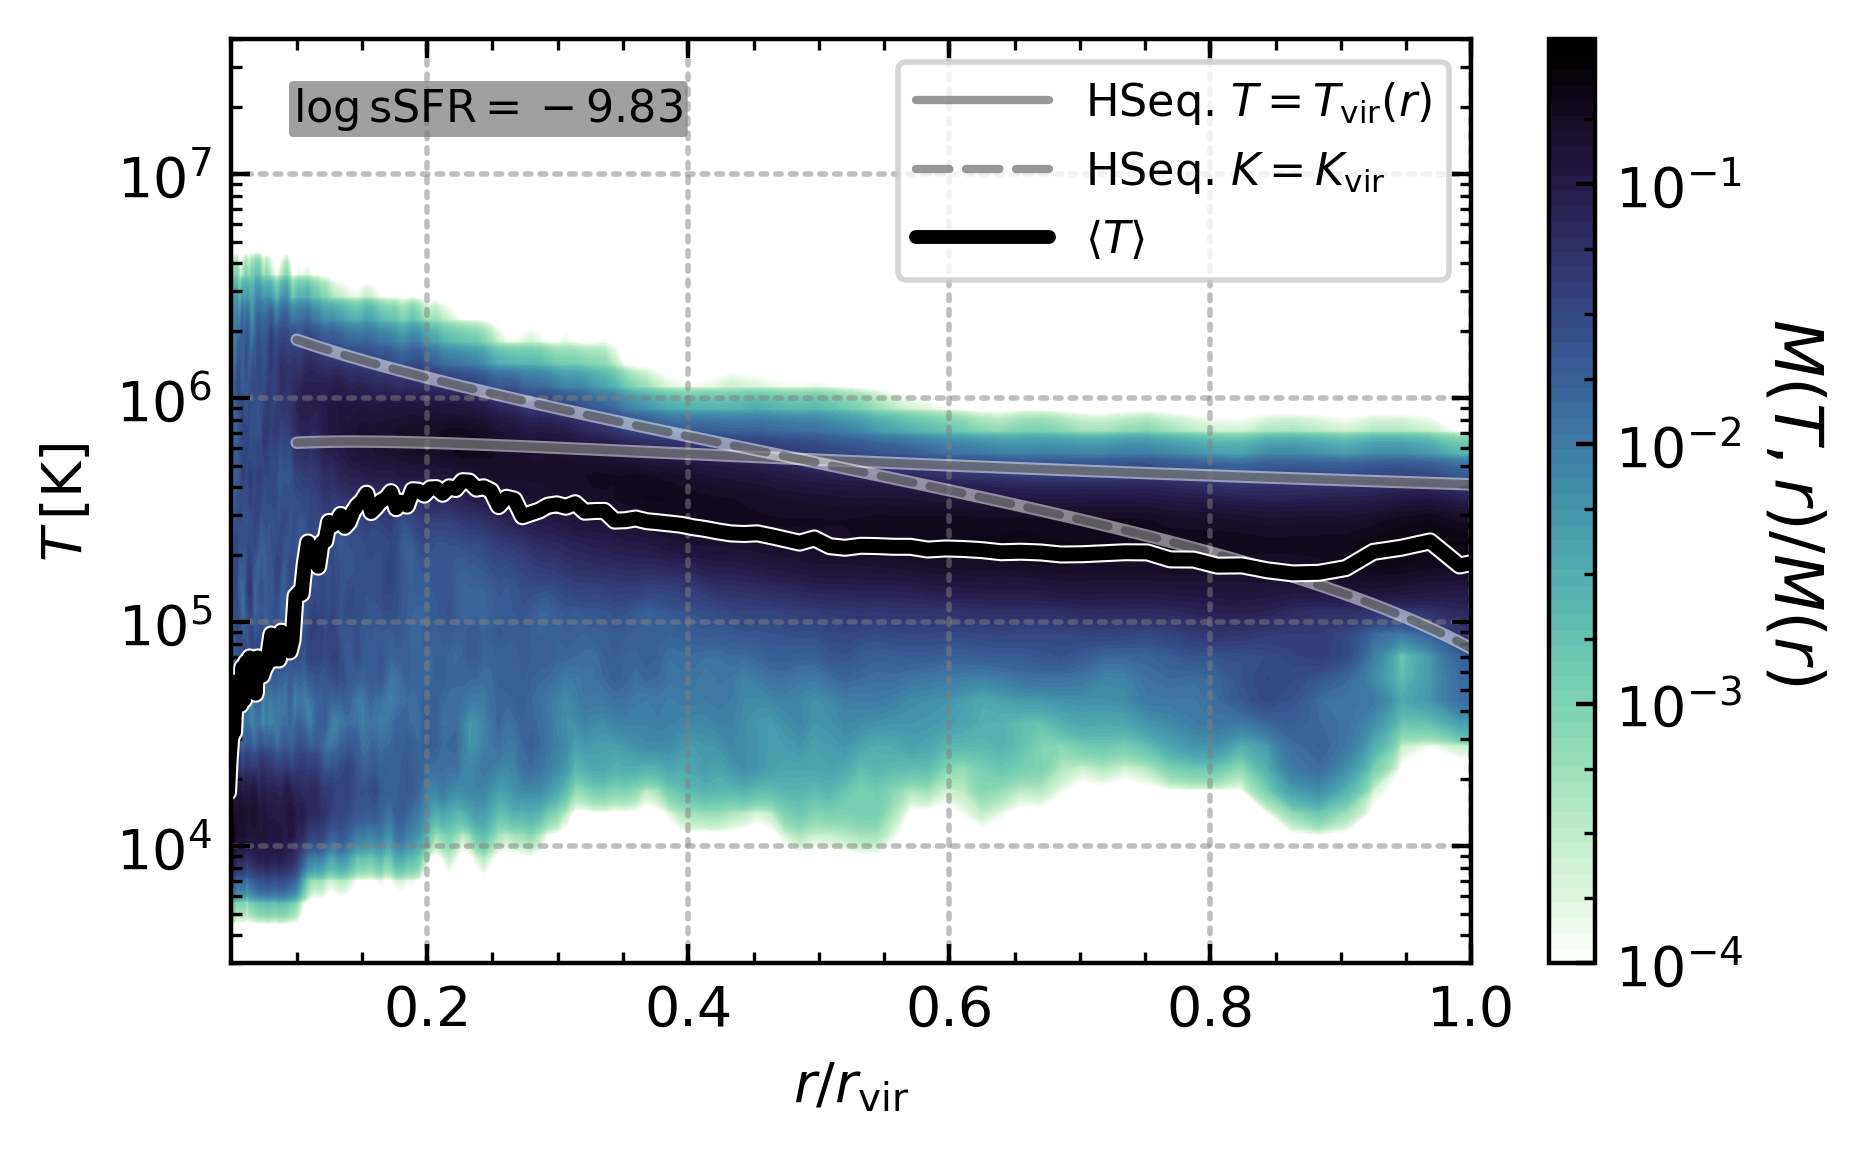 log sSFR = −9.83
HSeq. T = T_vir(r)
HSeq. K = K_vir
⟨T⟩
10^7
10^6
10^5
10^4
T [K]
0.2 0.4 0.6 0.8 1.0
r/r_vir
10^−1
10^−2
10^−3
10^−4
M(T, r)/M(r)